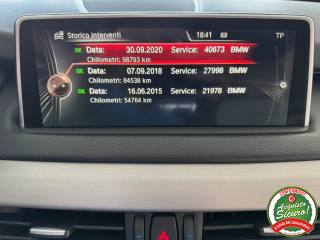 Storico interventi 18:41 TP
OK Data: 30.09.2020 Service: 40673 BMW
Chilometri: 98793 km
OK Data: 07.09.2018 Service: 27998 BMW
Chilometri: 84538 km
OK Data: 16.06.2015 Service: 21978 BMW
Chilometri: 54764 km
Acquisto
Sicuro!